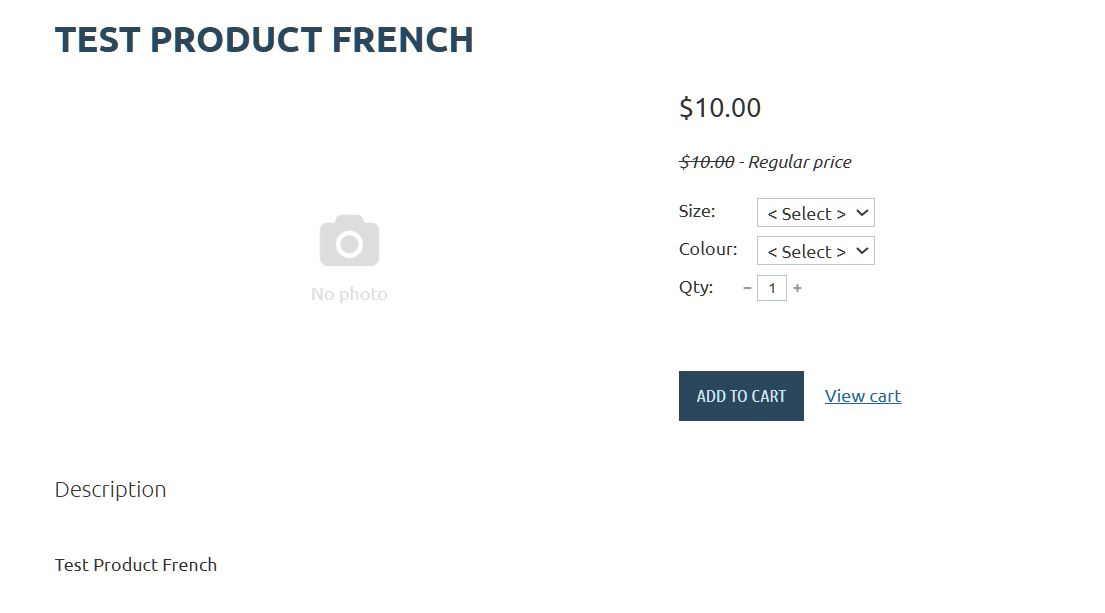 TEST PRODUCT FRENCH
$10.00
$10.00 - Regular price
Size: < Select >
Colour: < Select >
Qty: − 1 +
No photo
ADD TO CART View cart
Description
Test Product French